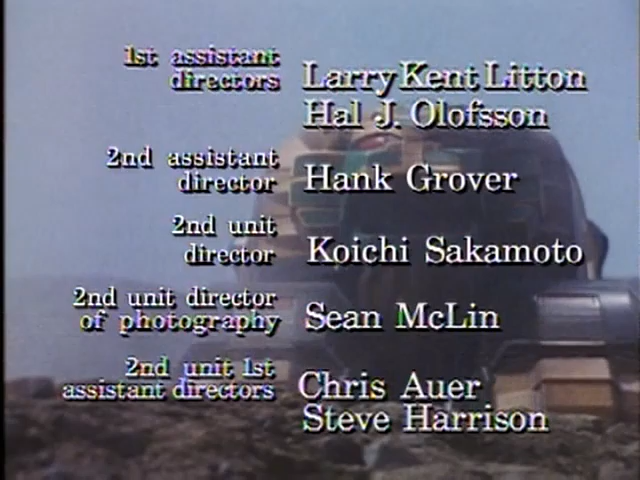 1st assistant
directors
Larry Kent Litton
Hal J. Olofsson
2nd assistant
director
Hank Grover
2nd unit
director
Koichi Sakamoto
2nd unit director
of photography
Sean McLin
2nd unit 1st
assistant directors
Chris Auer
Steve Harrison